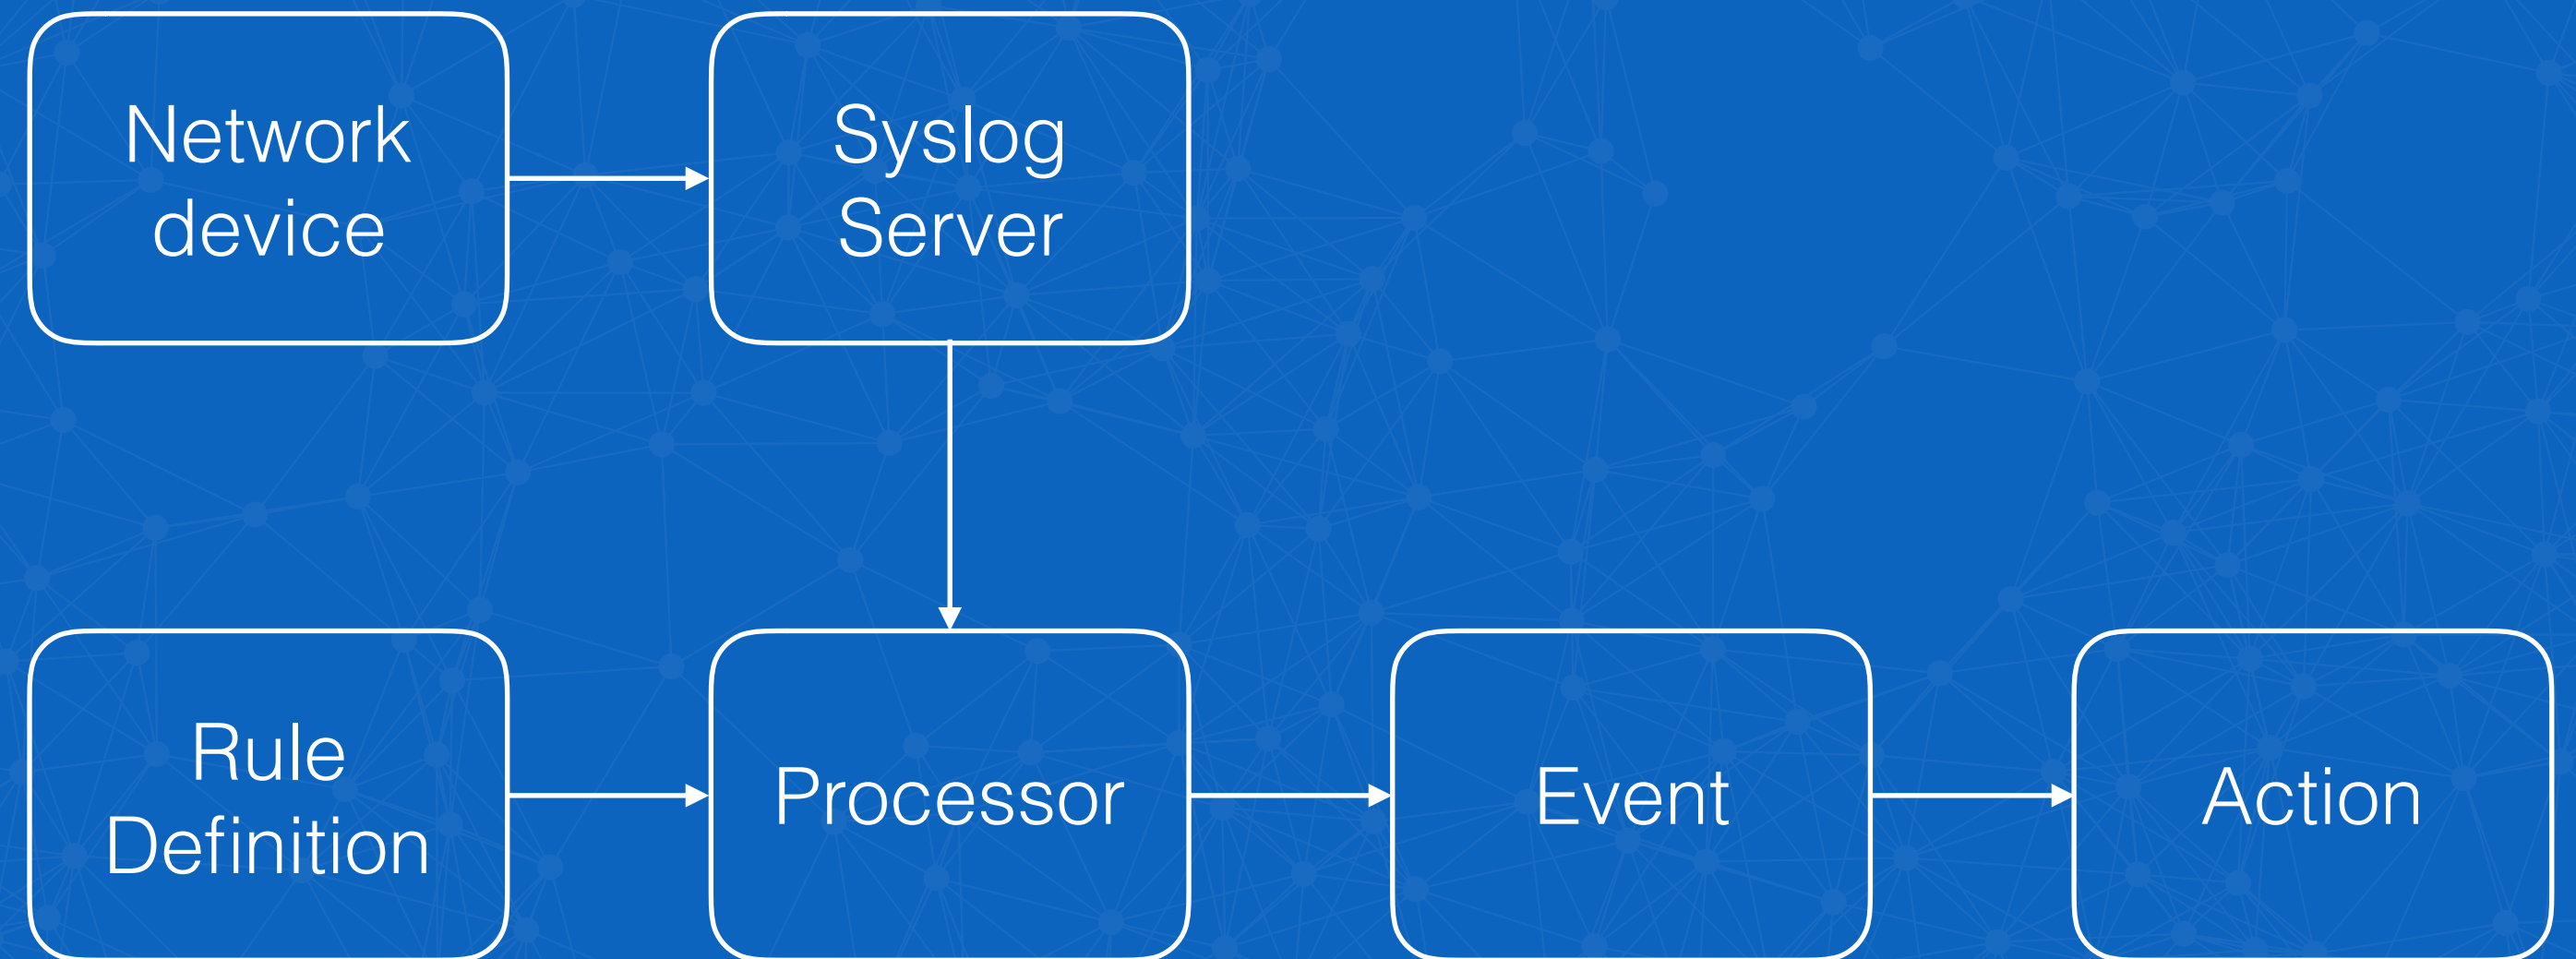 Network
device
Syslog
Server
Rule
Definition
Processor
Event
Action